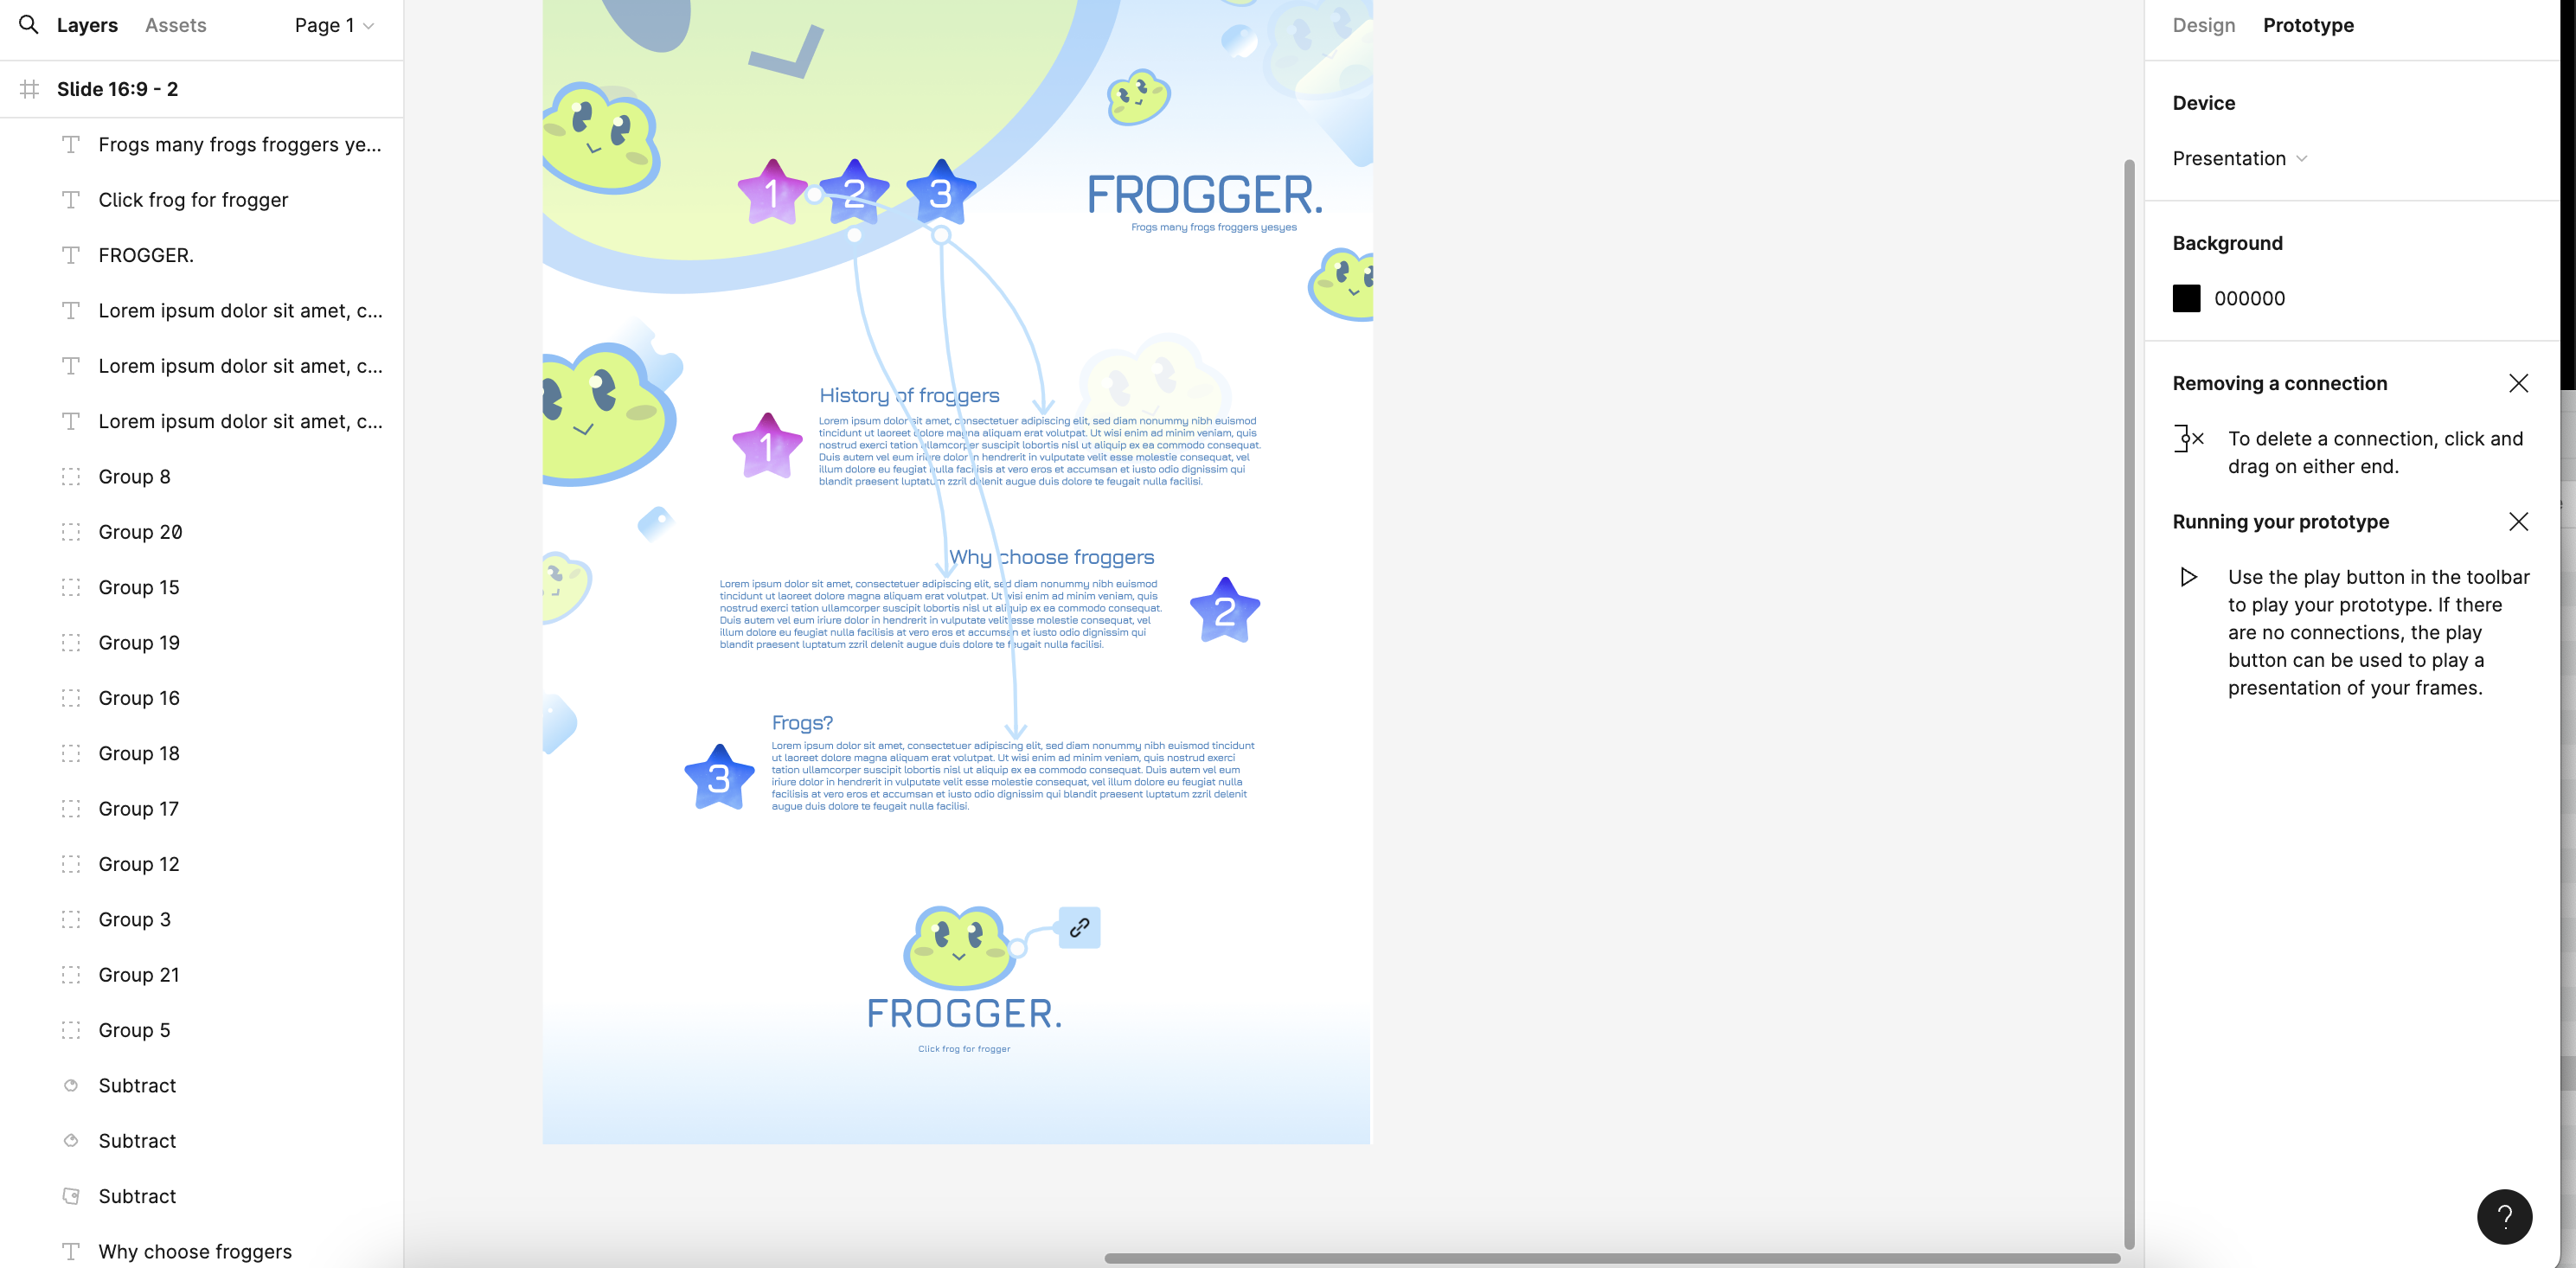 Layers Assets Page 1
Slide 16:9 - 2
Frogs many frogs froggers ye...
Click frog for frogger
FROGGER.
Lorem ipsum dolor sit amet, c...
Lorem ipsum dolor sit amet, c...
Lorem ipsum dolor sit amet, c...
Group 8
Group 20
Group 15
Group 19
Group 16
Group 18
Group 17
Group 12
Group 3
Group 21
Group 5
Subtract
Subtract
Subtract
Why choose froggers
1 2 3
FROGGER.
Frogs many frogs froggers yesyes
History of froggers
1
Lorem ipsum dolor sit amet, consectetuer adipiscing elit, sed diam nonummy nibh euismod
tincidunt ut laoreet dolore magna aliquam erat volutpat. Ut wisi enim ad minim veniam, quis
nostrud exerci tation ullamcorper suscipit lobortis nisl ut aliquip ex ea commodo consequat.
Duis autem vel eum iriure dolor in hendrerit in vulputate velit esse molestie consequat, vel
illum dolore eu feugiat nulla facilisis at vero eros et accumsan et iusto odio dignissim qui
blandit praesent luptatum zzril delenit augue duis dolore te feugait nulla facilisi.
Why choose froggers
Lorem ipsum dolor sit amet, consectetuer adipiscing elit, sed diam nonummy nibh euismod
tincidunt ut laoreet dolore magna aliquam erat volutpat. Ut wisi enim ad minim veniam, quis
nostrud exerci tation ullamcorper suscipit lobortis nisl ut aliquip ex ea commodo consequat.
Duis autem vel eum iriure dolor in hendrerit in vulputate velit esse molestie consequat, vel
illum dolore eu feugiat nulla facilisis at vero eros et accumsan et iusto odio dignissim qui
blandit praesent luptatum zzril delenit augue duis dolore te feugait nulla facilisi.
2
Frogs?
3
Lorem ipsum dolor sit amet, consectetuer adipiscing elit, sed diam nonummy nibh euismod tincidunt
ut laoreet dolore magna aliquam erat volutpat. Ut wisi enim ad minim veniam, quis nostrud exerci
tation ullamcorper suscipit lobortis nisl ut aliquip ex ea commodo consequat. Duis autem vel eum
iriure dolor in hendrerit in vulputate velit esse molestie consequat, vel illum dolore eu feugiat nulla
facilisis at vero eros et accumsan et iusto odio dignissim qui blandit praesent luptatum zzril delenit
augue duis dolore te feugait nulla facilisi.
FROGGER.
Click frog for frogger
Design Prototype
Device
Presentation
Background
000000
Removing a connection
To delete a connection, click and
drag on either end.
Running your prototype
Use the play button in the toolbar
to play your prototype. If there
are no connections, the play
button can be used to play a
presentation of your frames.
?